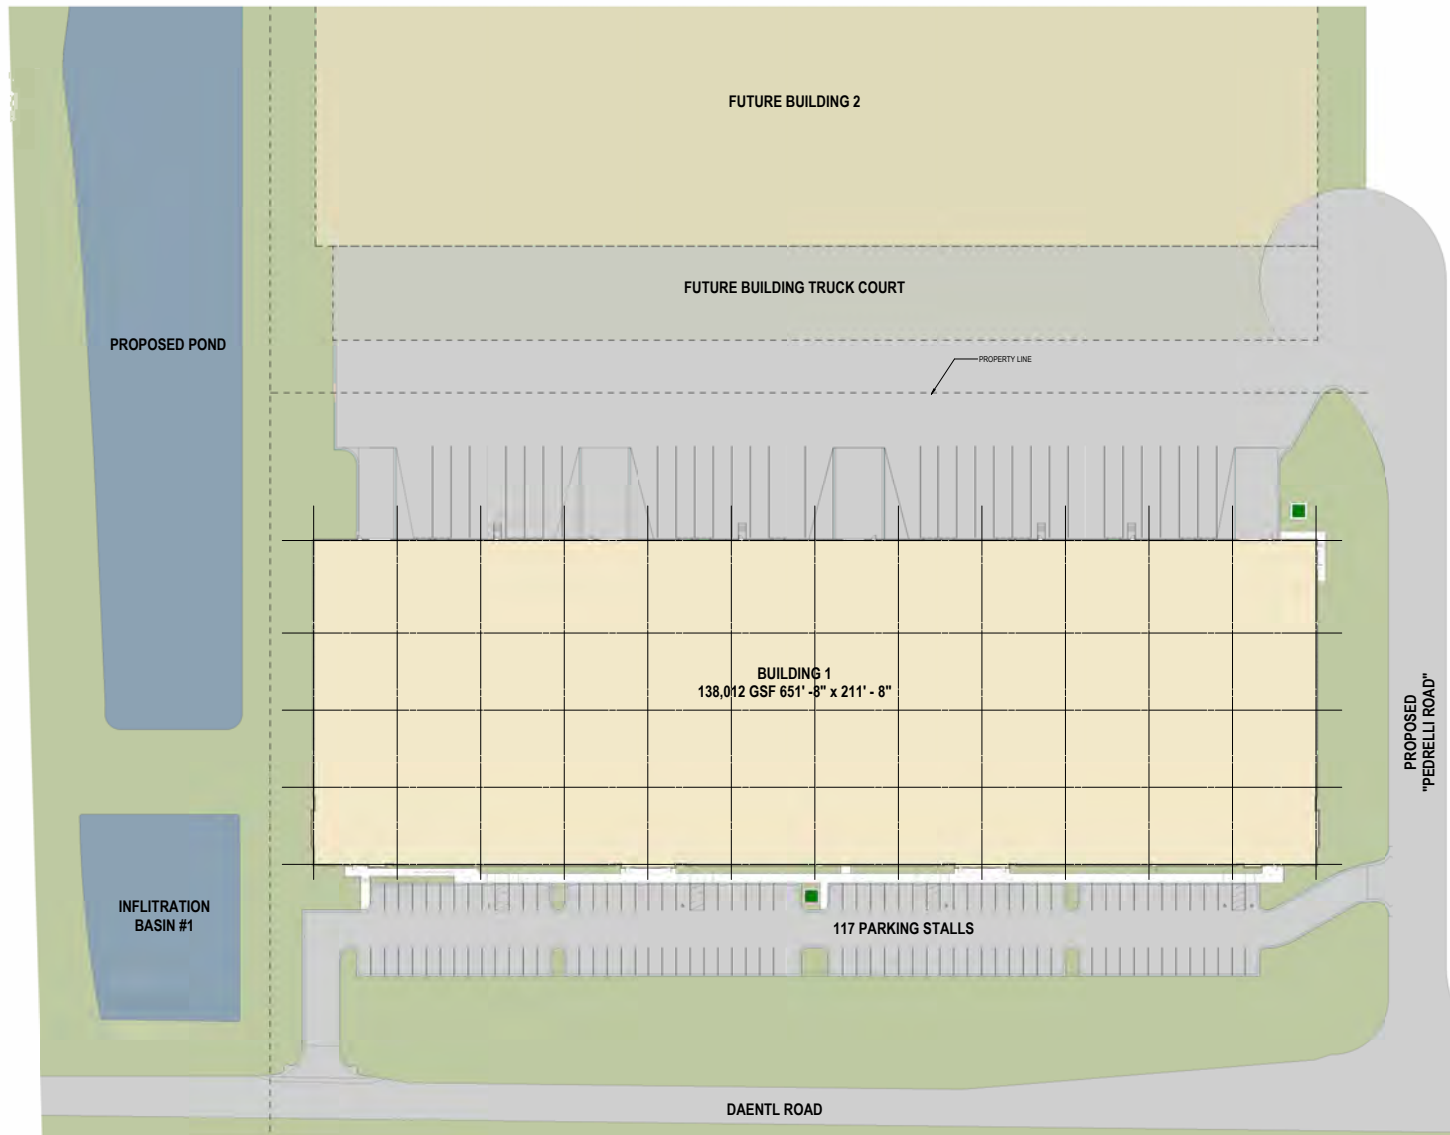 FUTURE BUILDING 2
FUTURE BUILDING TRUCK COURT
PROPOSED POND
PROPERTY LINE
BUILDING 1
138,012 GSF 651' -8" x 211' - 8"
PROPOSED
"PEDRELLI ROAD"
INFLITRATION
BASIN #1
117 PARKING STALLS
DAENTL ROAD